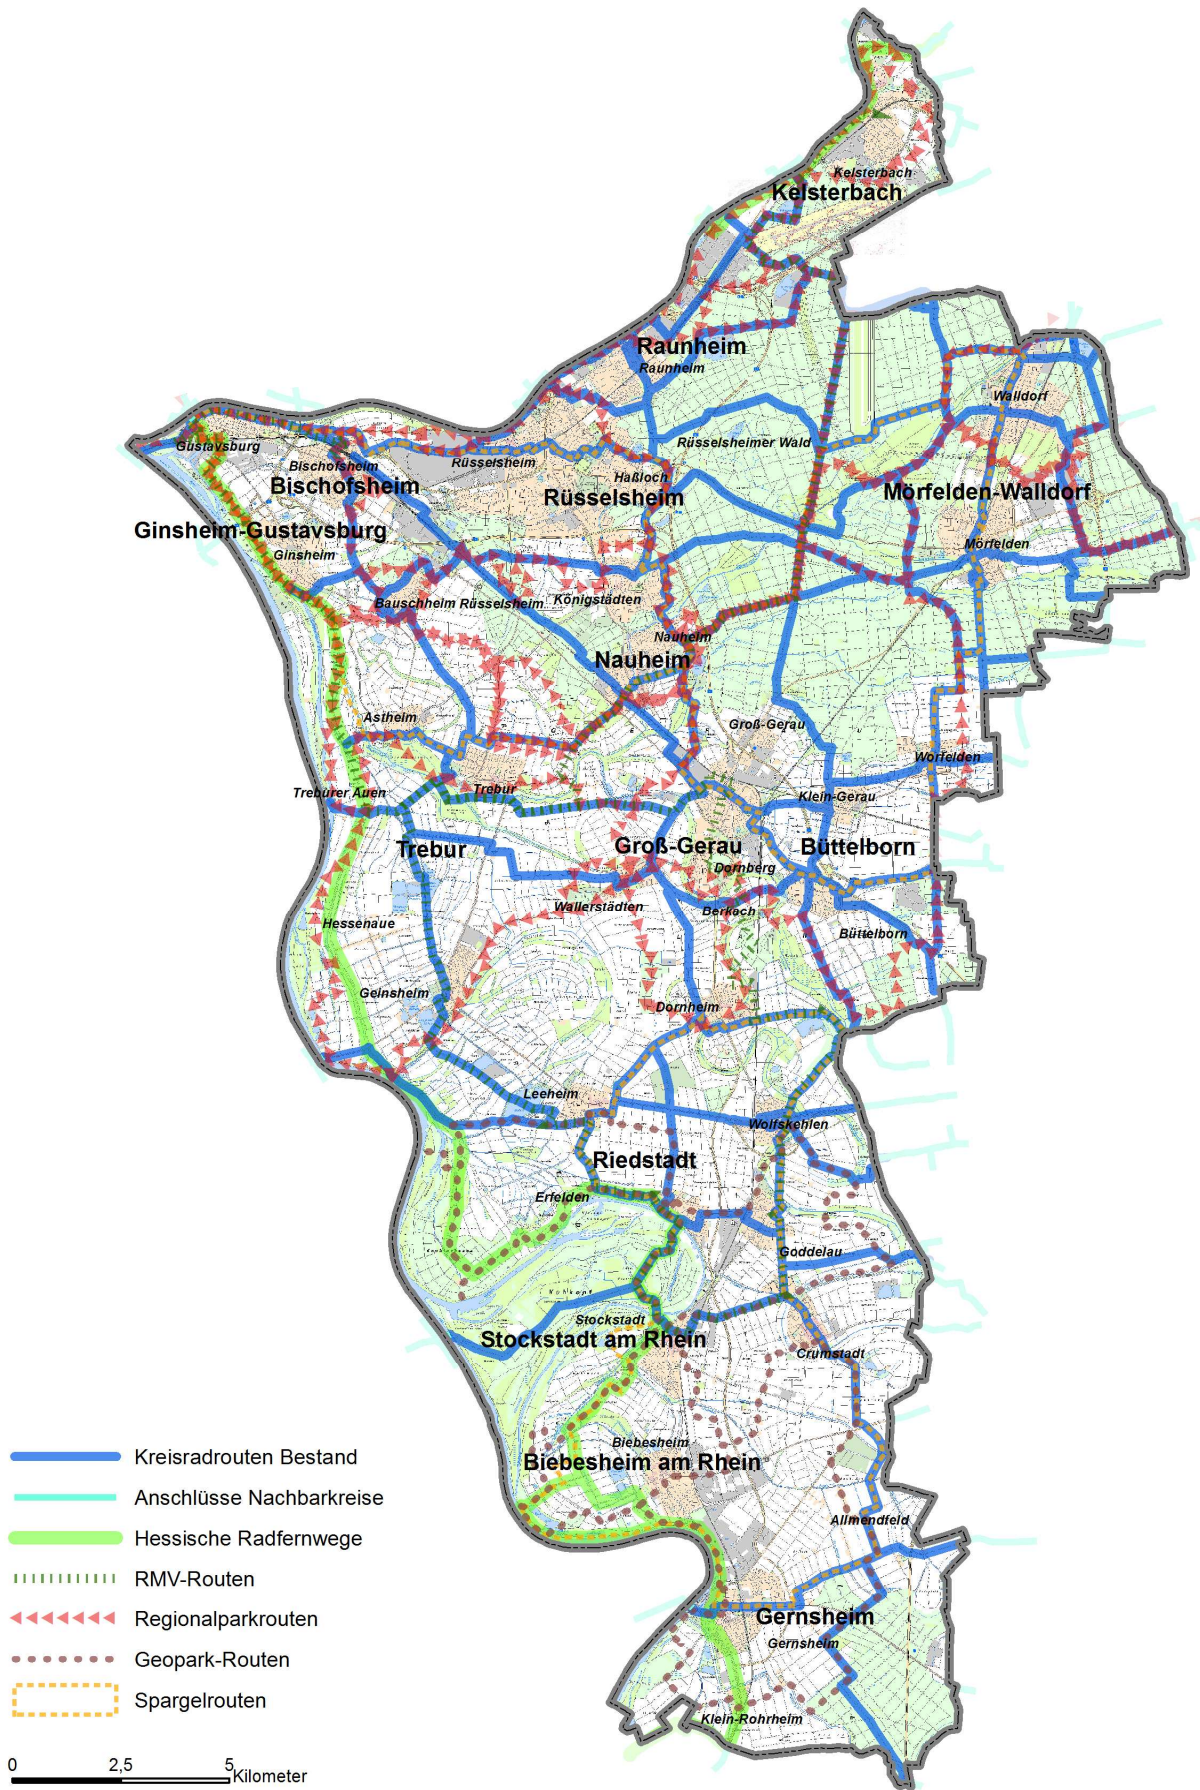 Kelsterbach
Kelsterbach
Raunheim
Raunheim
Walldorf
Gustavsburg
Bischofsheim
Rüsselsheim
Rüsselsheimer Wald
Bischofsheim
Haßloch
Rüsselsheim
Mörfelden-Walldorf
Ginsheim-Gustavsburg
Ginsheim
Mörfelden
Bauschheim
Rüsselsheim
Königstädten
Nauheim
Nauheim
Astheim
Groß-Gerau
Worfelden
Treburer Auen
Trebur
Klein-Gerau
Trebur
Groß-Gerau
Büttelborn
Dornberg
Wallerstädten
Berkach
Hessenaue
Büttelborn
Geinsheim
Dornheim
Leeheim
Wolfskehlen
Riedstadt
Erfelden
Goddelau
Kühkopf
Stockstadt
Stockstadt am Rhein
Crumstadt
Biebesheim
Biebesheim am Rhein
Allmendfeld
Gernsheim
Gernsheim
Klein-Rohrheim
Kreisradrouten Bestand
Anschlüsse Nachbarkreise
Hessische Radfernwege
RMV-Routen
Regionalparkrouten
Geopark-Routen
Spargelrouten
0 2,5 5
Kilometer